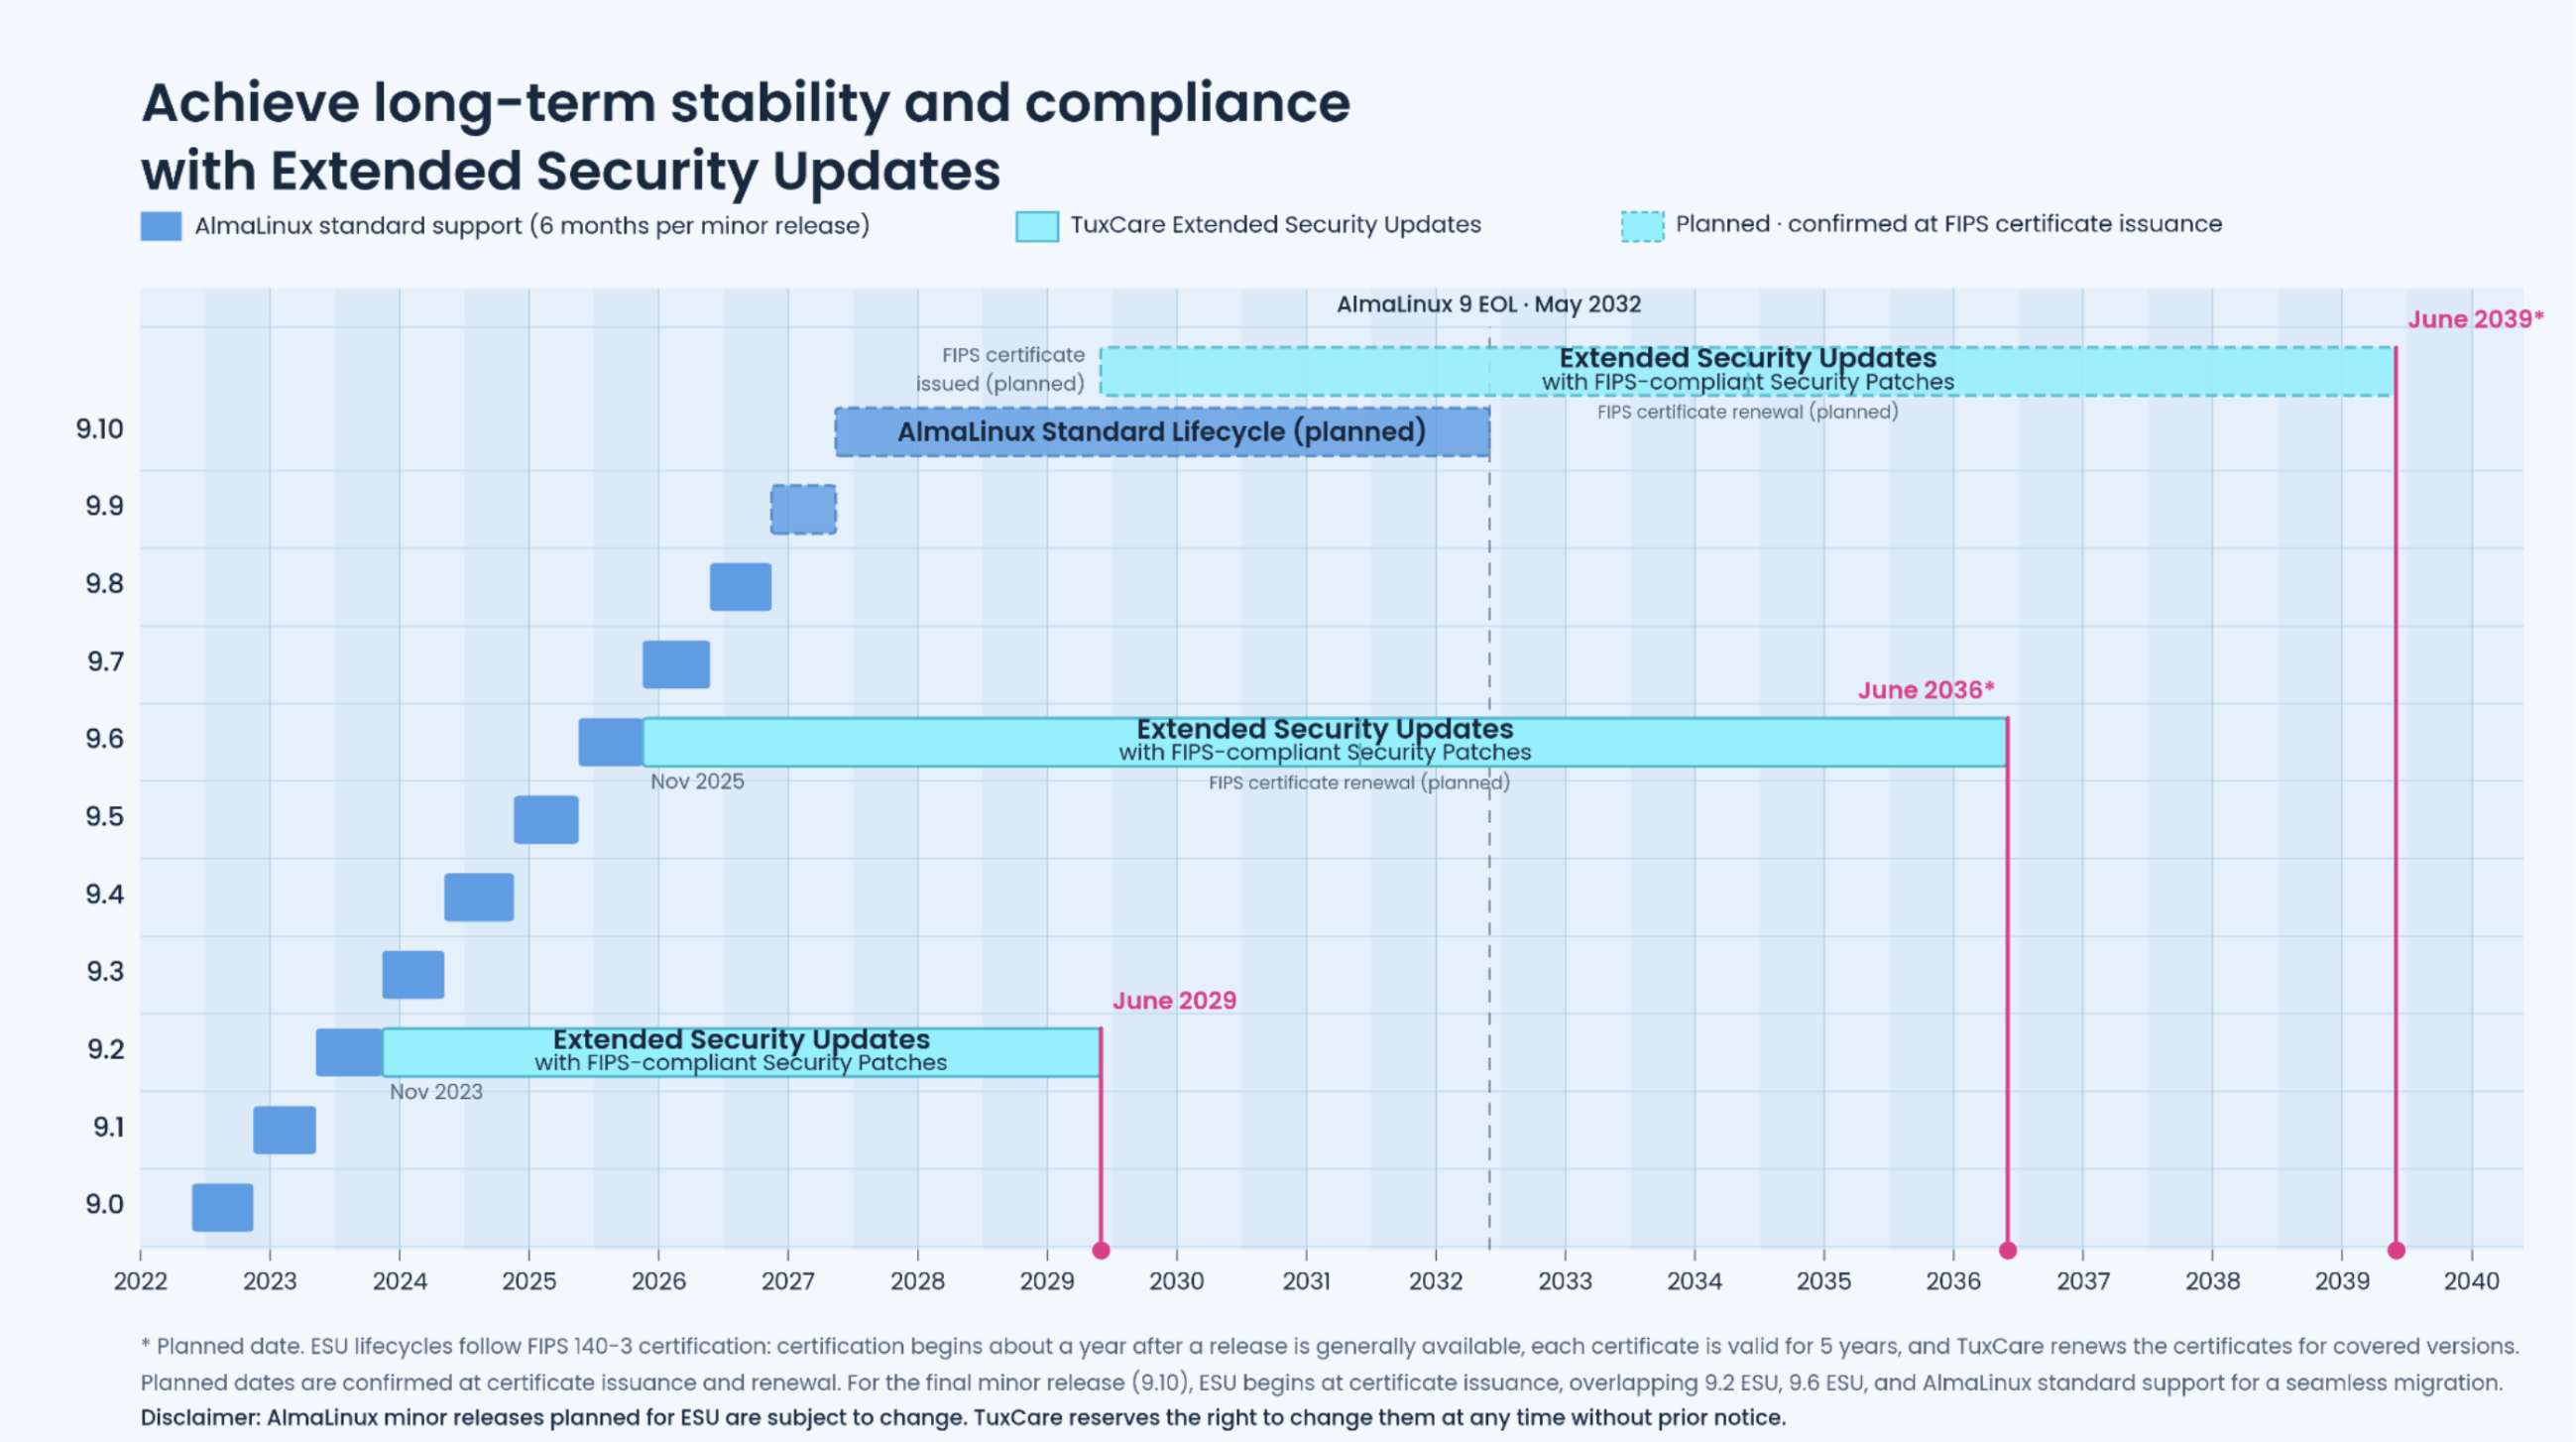 Achieve long-term stability and compliance
with Extended Security Updates
AlmaLinux standard support (6 months per minor release)
TuxCare Extended Security Updates
Planned · confirmed at FIPS certificate issuance
AlmaLinux 9 EOL · May 2032
June 2039*
FIPS certificate
issued (planned)
Extended Security Updates
with FIPS-compliant Security Patches
FIPS certificate renewal (planned)
9.10
AlmaLinux Standard Lifecycle (planned)
9.9
9.8
9.7
June 2036*
9.6
Extended Security Updates
with FIPS-compliant Security Patches
Nov 2025
FIPS certificate renewal (planned)
9.5
9.4
9.3
June 2029
9.2
Extended Security Updates
with FIPS-compliant Security Patches
Nov 2023
9.1
9.0
2022 2023 2024 2025 2026 2027 2028 2029 2030 2031 2032 2033 2034 2035 2036 2037 2038 2039 2040
* Planned date. ESU lifecycles follow FIPS 140-3 certification: certification begins about a year after a release is generally available, each certificate is valid for 5 years, and TuxCare renews the certificates for covered versions.
Planned dates are confirmed at certificate issuance and renewal. For the final minor release (9.10), ESU begins at certificate issuance, overlapping 9.2 ESU, 9.6 ESU, and AlmaLinux standard support for a seamless migration.
Disclaimer: AlmaLinux minor releases planned for ESU are subject to change. TuxCare reserves the right to change them at any time without prior notice.